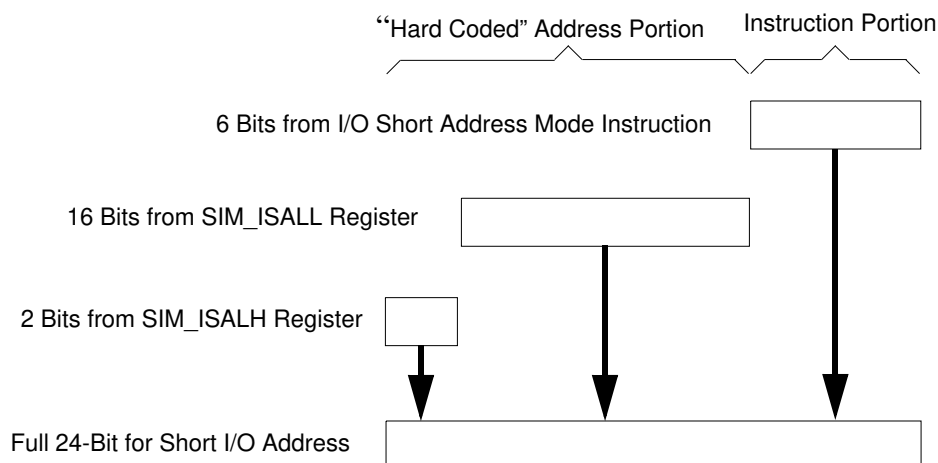 “Hard Coded” Address Portion
Instruction Portion
6 Bits from I/O Short Address Mode Instruction
16 Bits from SIM_ISALL Register
2 Bits from SIM_ISALH Register
Full 24-Bit for Short I/O Address